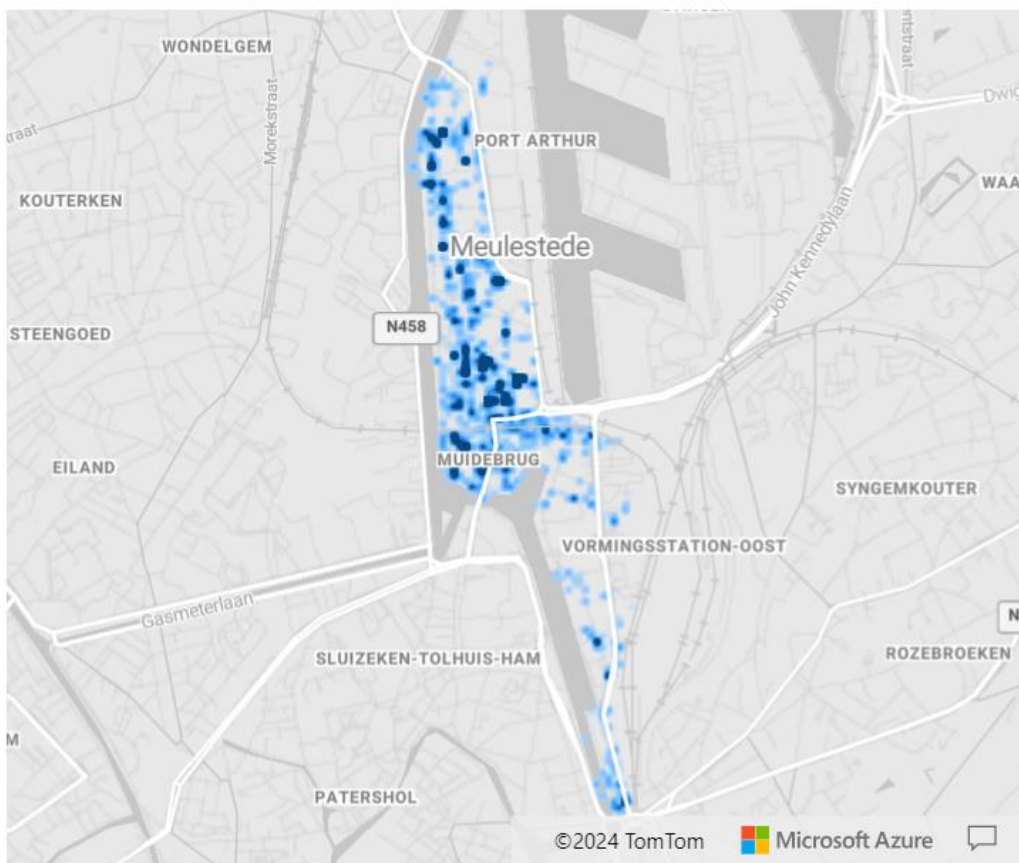 WONDELGEM
Morekstraat
KOUTERKEN
STEENGOED
EILAND
PORT ARTHUR
Meulestede
N458
MUIDEBRUG
John Kennedylaan
WAA
SYNGEMKOUTER
VORMINGSSTATION-OOST
Gasmeterlaan
SLUIZEKEN-TOLHUIS-HAM
ROZEBROEKEN
N
M
PATERSHOL
©2024 TomTom Microsoft Azure